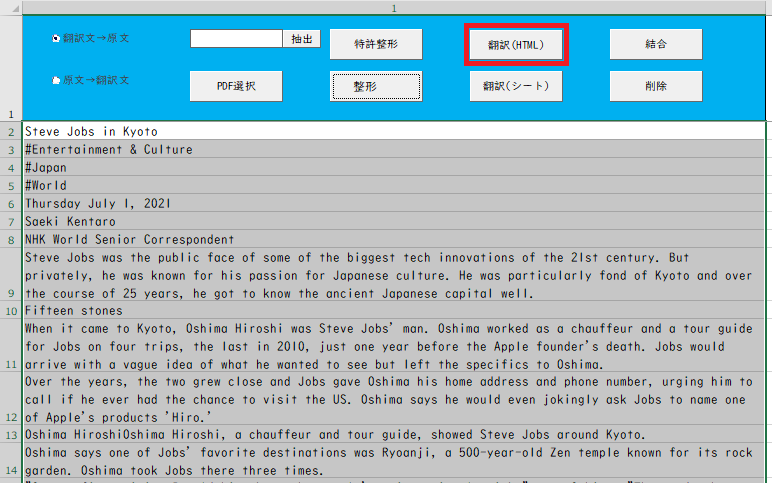 1
翻訳文→原文
抽出
特許整形
翻訳(HTML)
結合
原文→翻訳文
PDF選択
整形
翻訳(シート)
削除
1
2 Steve Jobs in Kyoto
3 #Entertainment & Culture
4 #Japan
5 #World
6 Thursday July 1, 2021
7 Saeki Kentaro
8 NHK World Senior Correspondent
Steve Jobs was the public face of some of the biggest tech innovations of the 21st century. But
privately, he was known for his passion for Japanese culture. He was particularly fond of Kyoto and over
9 the course of 25 years, he got to know the ancient Japanese capital well.
10 Fifteen stones
When it came to Kyoto, Oshima Hiroshi was Steve Jobs' man. Oshima worked as a chauffeur and a tour guide
for Jobs on four trips, the last in 2010, just one year before the Apple founder's death. Jobs would
11 arrive with a vague idea of what he wanted to see but left the specifics to Oshima.
Over the years, the two grew close and Jobs gave Oshima his home address and phone number, urging him to
call if he ever had the chance to visit the US. Oshima says he would even jokingly ask Jobs to name one
12 of Apple's products 'Hiro.'
13 Oshima HiroshiOshima Hiroshi, a chauffeur and tour guide, showed Steve Jobs around Kyoto.
Oshima says one of Jobs' favorite destinations was Ryoanji, a 500-year-old Zen temple known for its rock
14 garden. Oshima took Jobs there three times.